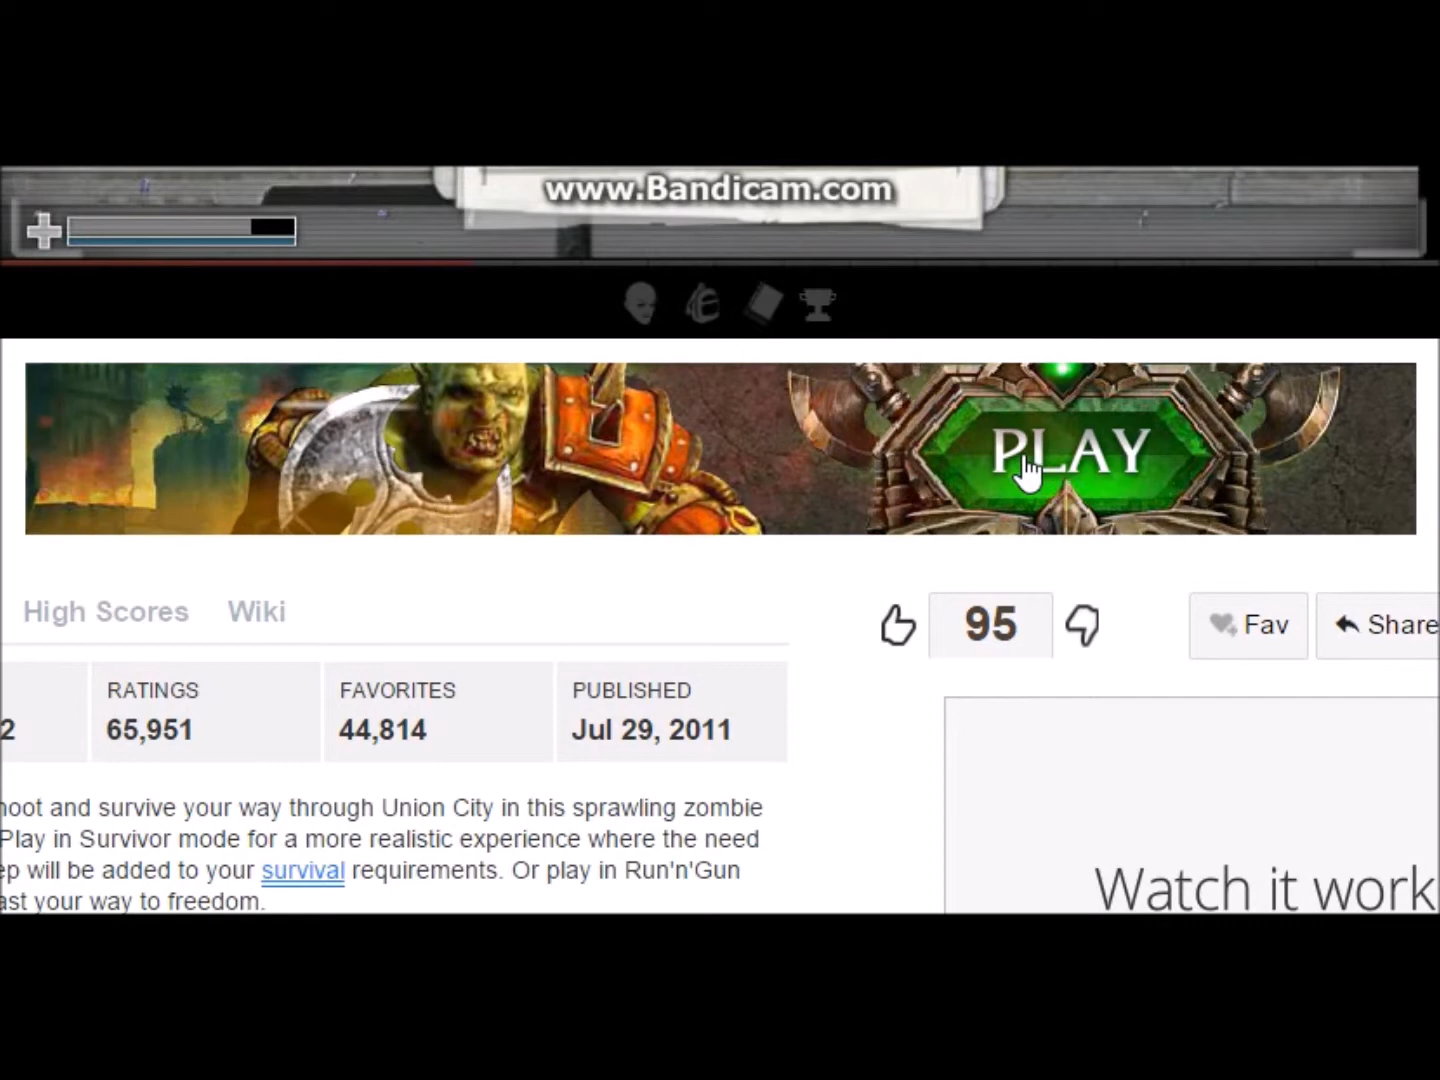 www.Bandicam.com
PLAY
High Scores Wiki
95
Fav Share
RATINGS FAVORITES PUBLISHED
2 65,951 44,814 Jul 29, 2011
hoot and survive your way through Union City in this sprawling zombie
Play in Survivor mode for a more realistic experience where the need
ep will be added to your survival requirements. Or play in Run'n'Gun
ast your way to freedom.
Watch it work